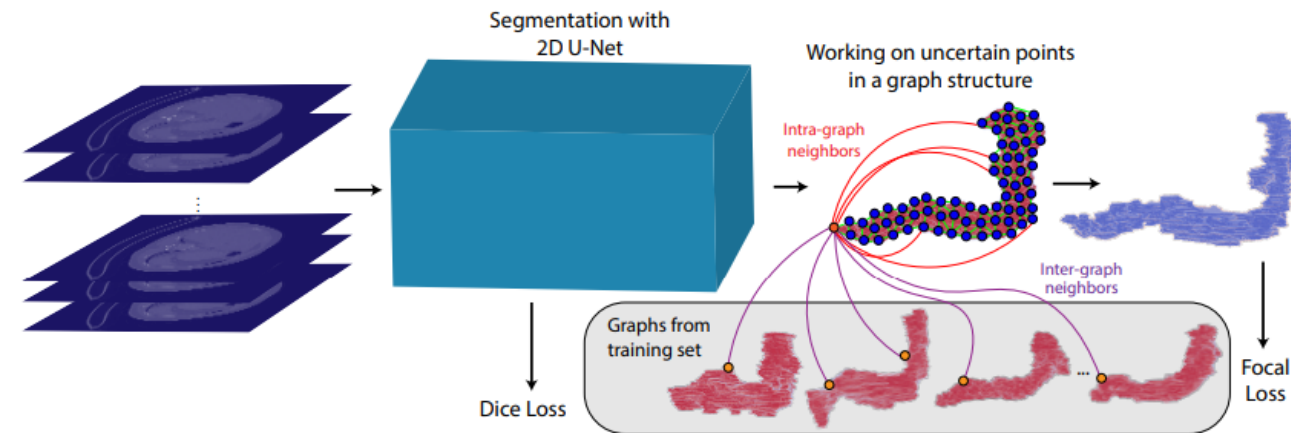 Segmentation with
2D U-Net
Working on uncertain points
in a graph structure
Intra-graph
neighbors
Inter-graph
neighbors
Graphs from
training set
...
Dice Loss
Focal
Loss